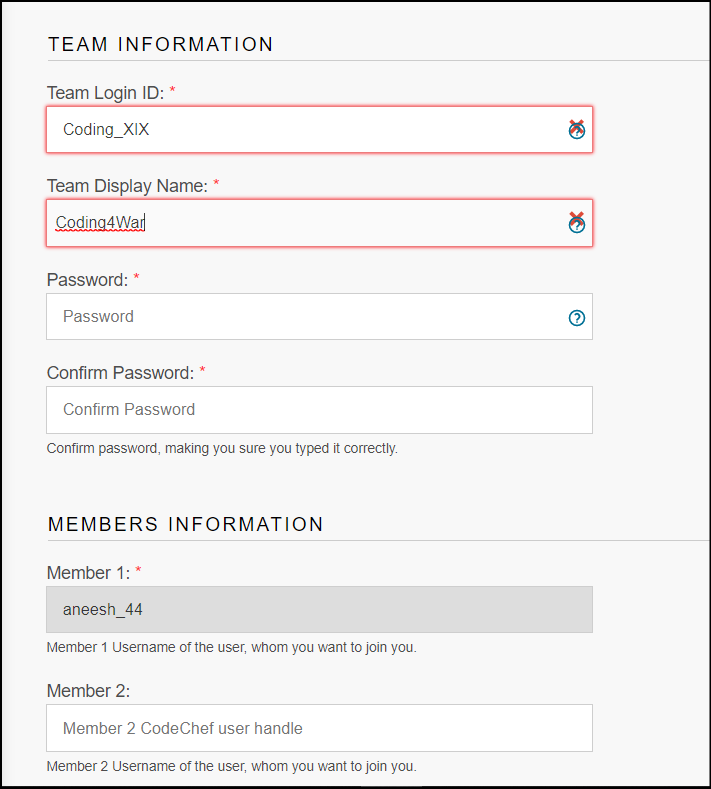 TEAM INFORMATION
Team Login ID: *
Coding_XIX
Team Display Name: *
Coding4War
Password: *
Password
Confirm Password: *
Confirm Password
Confirm password, making you sure you typed it correctly.
MEMBERS INFORMATION
Member 1: *
aneesh_44
Member 1 Username of the user, whom you want to join you.
Member 2:
Member 2 CodeChef user handle
Member 2 Username of the user, whom you want to join you.